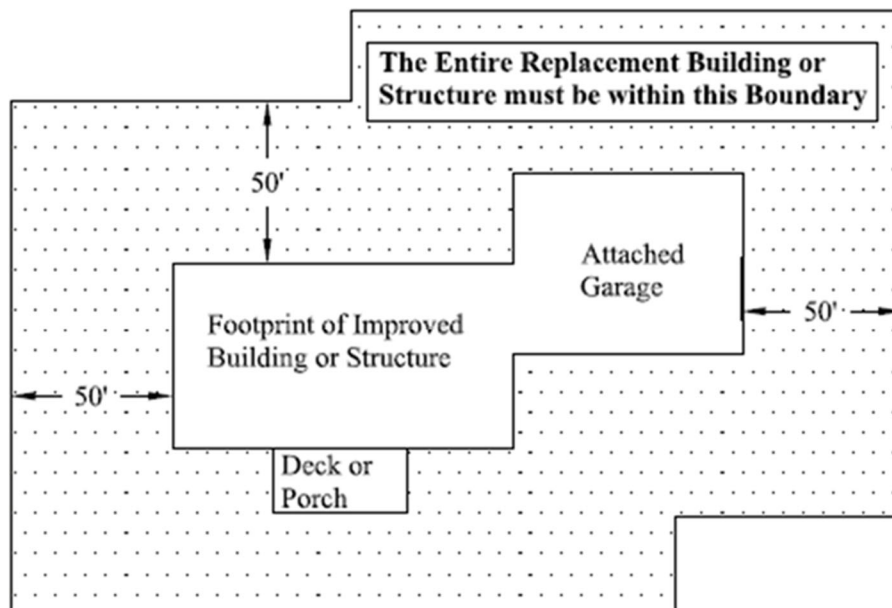 The Entire Replacement Building or
Structure must be within this Boundary
50'
Attached
Garage
50'
Footprint of Improved
Building or Structure
50'
Deck or
Porch